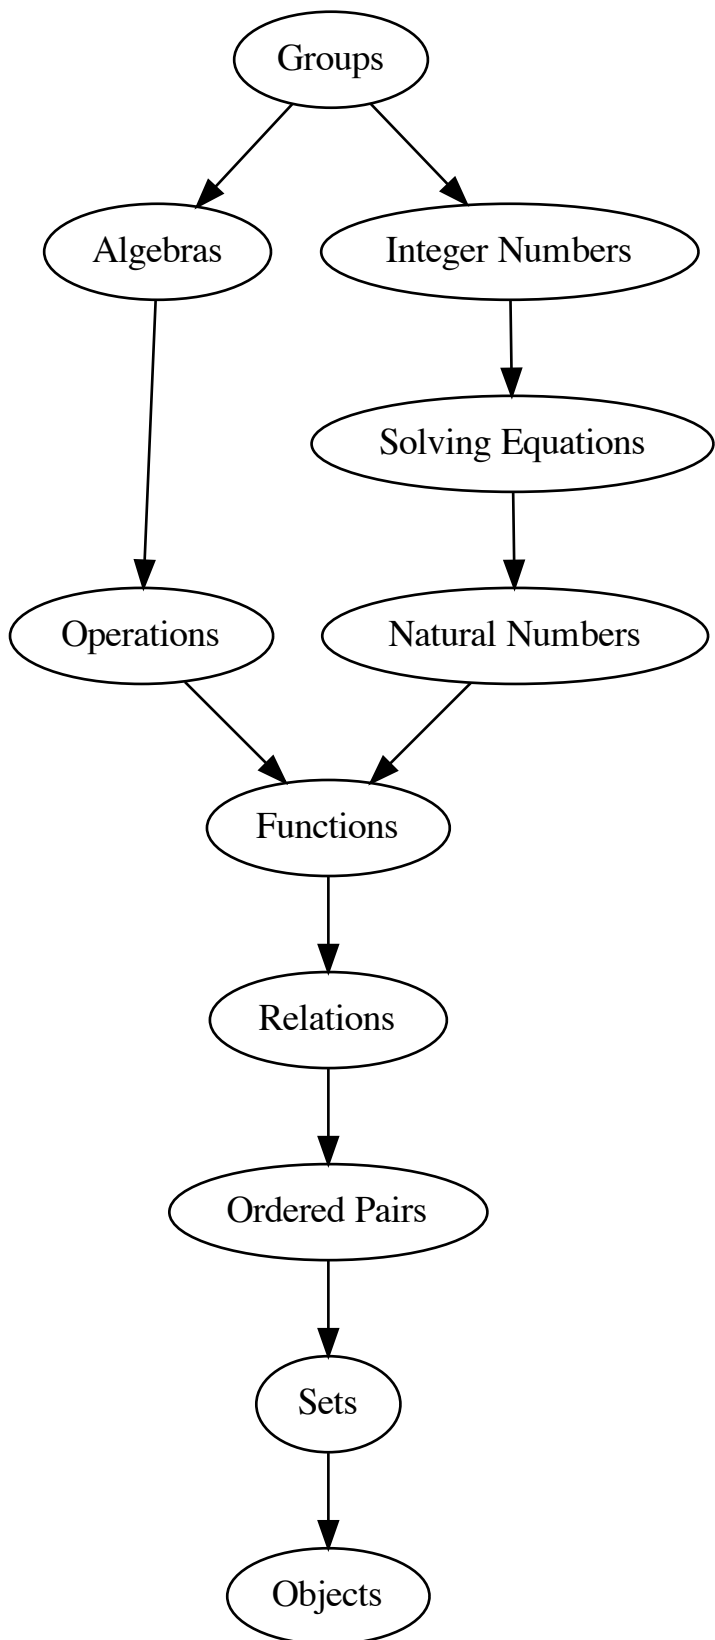 Groups
Algebras
Integer Numbers
Solving Equations
Operations
Natural Numbers
Functions
Relations
Ordered Pairs
Sets
Objects